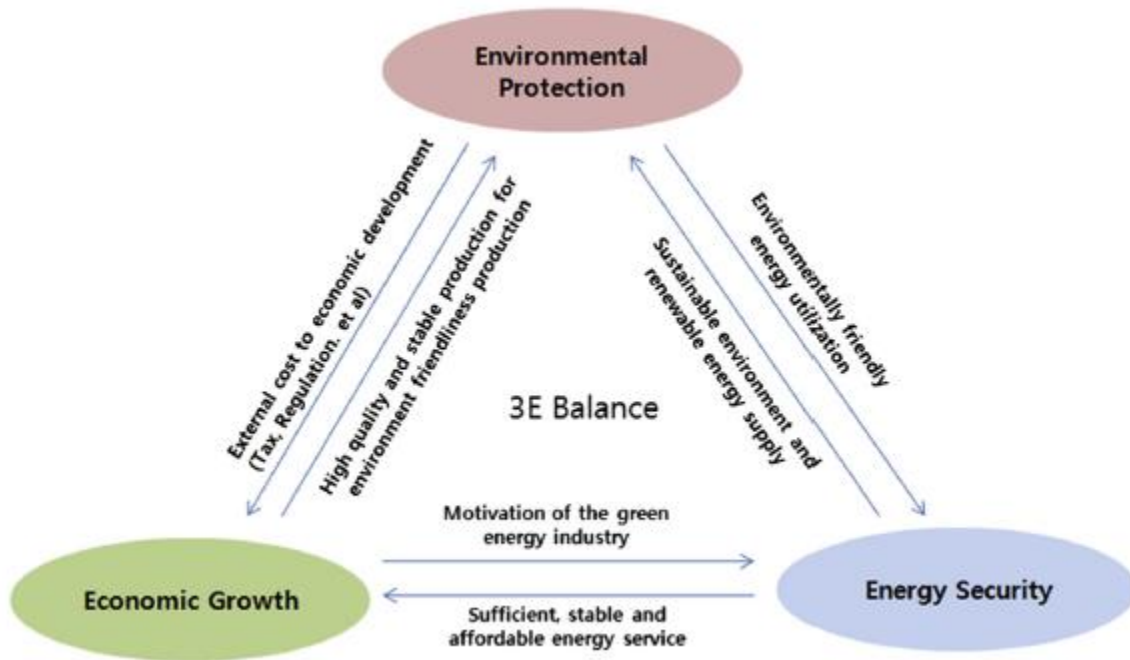 Environmental
Protection
External cost to economic development
(Tax, Regulation. et al)
High quality and stable production for
environment friendliness production
Environmentally friendly
energy utilization
Sustainable environment and
renewable energy supply
3E Balance
Motivation of the green
energy industry
Economic Growth
Energy Security
Sufficient, stable and
affordable energy service